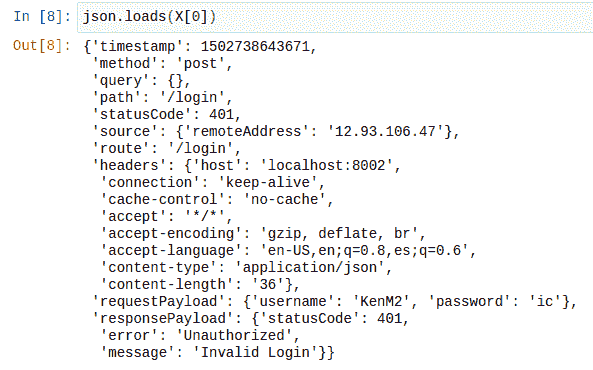 In [8]: json.loads(X[0])
Out[8]: {'timestamp': 1502738643671,
'method': 'post',
'query': {},
'path': '/login',
'statusCode': 401,
'source': {'remoteAddress': '12.93.106.47'},
'route': '/login',
'headers': {'host': 'localhost:8002',
'connection': 'keep-alive',
'cache-control': 'no-cache',
'accept': '*/*',
'accept-encoding': 'gzip, deflate, br',
'accept-language': 'en-US,en;q=0.8,es;q=0.6',
'content-type': 'application/json',
'content-length': '36'},
'requestPayload': {'username': 'KenM2', 'password': 'ic'},
'responsePayload': {'statusCode': 401,
'error': 'Unauthorized',
'message': 'Invalid Login'}}